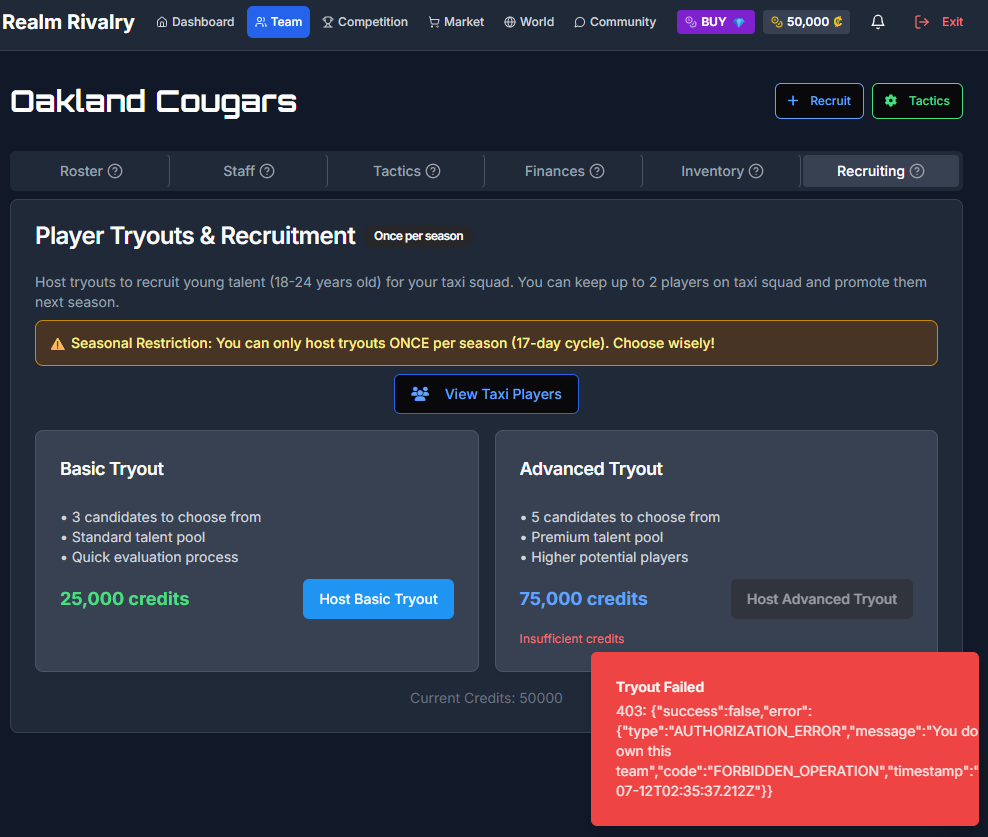 Realm Rivalry Dashboard Team Competition Market World Community BUY 50,000 ₡ Exit
Oakland Cougars
+ Recruit Tactics
Roster ? Staff ? Tactics ? Finances ? Inventory ? Recruiting ?
Player Tryouts & Recruitment Once per season
Host tryouts to recruit young talent (18-24 years old) for your taxi squad. You can keep up to 2 players on taxi squad and promote them
next season.
Seasonal Restriction: You can only host tryouts ONCE per season (17-day cycle). Choose wisely!
View Taxi Players
Basic Tryout
• 3 candidates to choose from
• Standard talent pool
• Quick evaluation process
25,000 credits
Host Basic Tryout
Advanced Tryout
• 5 candidates to choose from
• Premium talent pool
• Higher potential players
75,000 credits
Host Advanced Tryout
Insufficient credits
Current Credits: 50000
Tryout Failed
403: {"success":false,"error":
{"type":"AUTHORIZATION_ERROR","message":"You do
own this
team","code":"FORBIDDEN_OPERATION","timestamp":"
07-12T02:35:37.212Z"}}